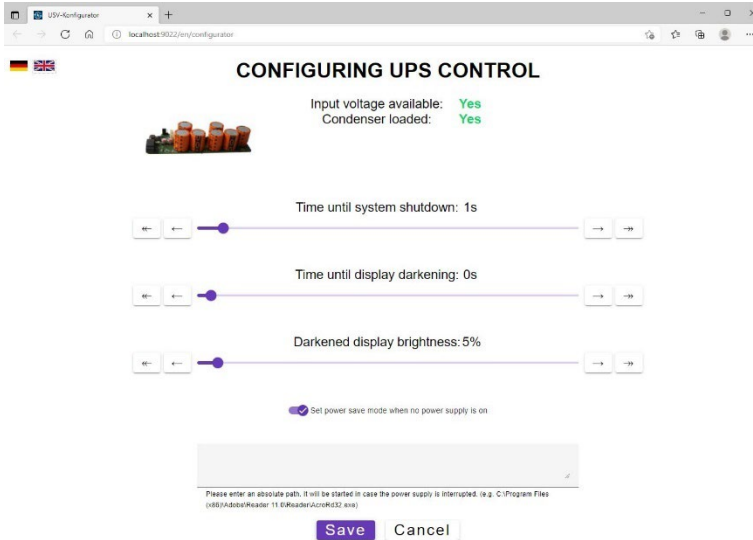 USV-Konfigurator
localhost:9022/en/configurator
CONFIGURING UPS CONTROL
Input voltage available: Yes
Condenser loaded: Yes
Time until system shutdown: 1s
Time until display darkening: 0s
Darkened display brightness: 5%
Set power save mode when no power supply is on
Please enter an absolute path. It will be started in case the power supply is interrupted. (e.g. C:\Program Files
(x86)\Adobe\Reader 11.0\Reader\AcroRd32.exe)
Save Cancel